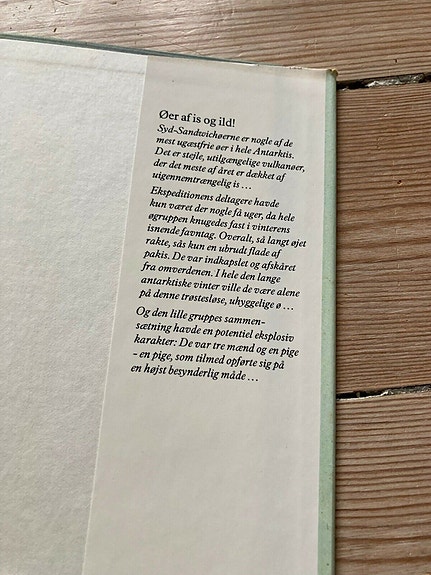 Øer af is og ild!
Syd-Sandwichøerne er nogle af de
mest ugæstfrie øer i hele Antarktis.
Det er stejle, utilgængelige vulkanøer,
der det meste af året er dækket af
uigennemtrængelig is ...
Ekspeditionens deltagere havde
kun været der nogle få uger, da hele
øgruppen knugedes fast i vinterens
isnende favntag. Overalt, så langt øjet
rakte, sås kun en ubrudt flade af
pakis. De var indkapslet og afskåret
fra omverdenen. I hele den lange
antarktiske vinter ville de være alene
på denne trøstesløse, uhyggelige ø ...
Og den lille gruppes sammen-
sætning havde en potentiel eksplosiv
karakter: De var tre mænd og en pige
- en pige, som tilmed opførte sig på
en højst besynderlig måde ...